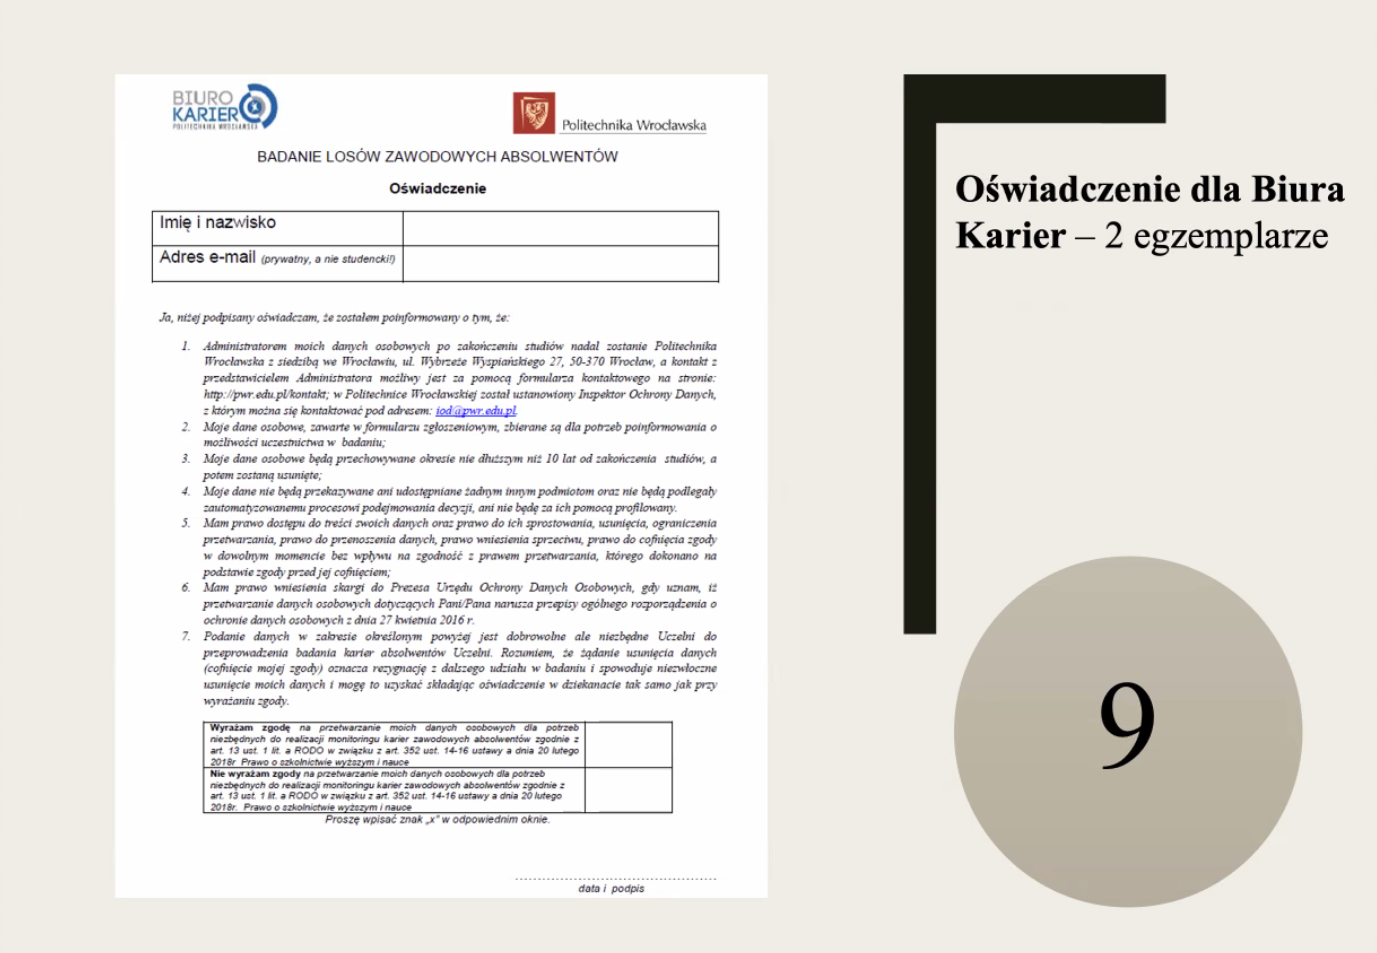 BIURO
KARIER
POLITECHNIKA WROCŁAWSKA
Politechnika Wrocławska
BADANIE LOSÓW ZAWODOWYCH ABSOLWENTÓW
Oświadczenie
Imię i nazwisko
Adres e-mail (prywatny, a nie studencki!)
Ja, niżej podpisany oświadczam, że zostałem poinformowany o tym, że:
1. Administratorem moich danych osobowych po zakończeniu studiów nadal zostanie Politechnika
Wrocławska z siedzibą we Wrocławiu, ul. Wybrzeże Wyspiańskiego 27, 50-370 Wrocław, a kontakt z
przedstawicielem Administratora możliwy jest za pomocą formularza kontaktowego na stronie:
http://pwr.edu.pl/kontakt; w Politechnice Wrocławskiej został ustanowiony Inspektor Ochrony Danych,
z którym można się kontaktować pod adresem: iod@pwr.edu.pl.
2. Moje dane osobowe, zawarte w formularzu zgłoszeniowym, zbierane są dla potrzeb poinformowania o
możliwości uczestnictwa w badaniu;
3. Moje dane osobowe będą przechowywane okresie nie dłuższym niż 10 lat od zakończenia studiów, a
potem zostaną usunięte;
4. Moje dane nie będą przekazywane ani udostępniane żadnym innym podmiotom oraz nie będą podlegały
zautomatyzowanemu procesowi podejmowania decyzji, ani nie będę za ich pomocą profilowany.
5. Mam prawo dostępu do treści swoich danych oraz prawo do ich sprostowania, usunięcia, ograniczenia
przetwarzania, prawo do przenoszenia danych, prawo wniesienia sprzeciwu, prawo do cofnięcia zgody
w dowolnym momencie bez wpływu na zgodność z prawem przetwarzania, którego dokonano na
podstawie zgody przed jej cofnięciem;
6. Mam prawo wniesienia skargi do Prezesa Urzędu Ochrony Danych Osobowych, gdy uznam, iż
przetwarzanie danych osobowych dotyczących Pani/Pana narusza przepisy ogólnego rozporządzenia o
ochronie danych osobowych z dnia 27 kwietnia 2016 r.
7. Podanie danych w zakresie określonym powyżej jest dobrowolne ale niezbędne Uczelni do
przeprowadzenia badania karier absolwentów Uczelni. Rozumiem, że żądanie usunięcia danych
(cofnięcie mojej zgody) oznacza rezygnację z dalszego udziału w badaniu i spowoduje niezwłoczne
usunięcie moich danych i mogę to uzyskać składając oświadczenie w dziekanacie tak samo jak przy
wyrażaniu zgody.
Wyrażam zgodę na przetwarzanie moich danych osobowych dla potrzeb
niezbędnych do realizacji monitoringu karier zawodowych absolwentów zgodnie z
art. 13 ust. 1 lit. a RODO w związku z art. 352 ust. 14-16 ustawy a dnia 20 lutego
2018r Prawo o szkolnictwie wyższym i nauce
Nie wyrażam zgody na przetwarzanie moich danych osobowych dla potrzeb
niezbędnych do realizacji monitoringu karier zawodowych absolwentów zgodnie z
art. 13 ust. 1 lit. a RODO w związku z art. 352 ust. 14-16 ustawy a dnia 20 lutego
2018r. Prawo o szkolnictwie wyższym i nauce
Proszę wpisać znak „x” w odpowiednim oknie.
data i podpis
Oświadczenie dla Biura
Karier – 2 egzemplarze
9